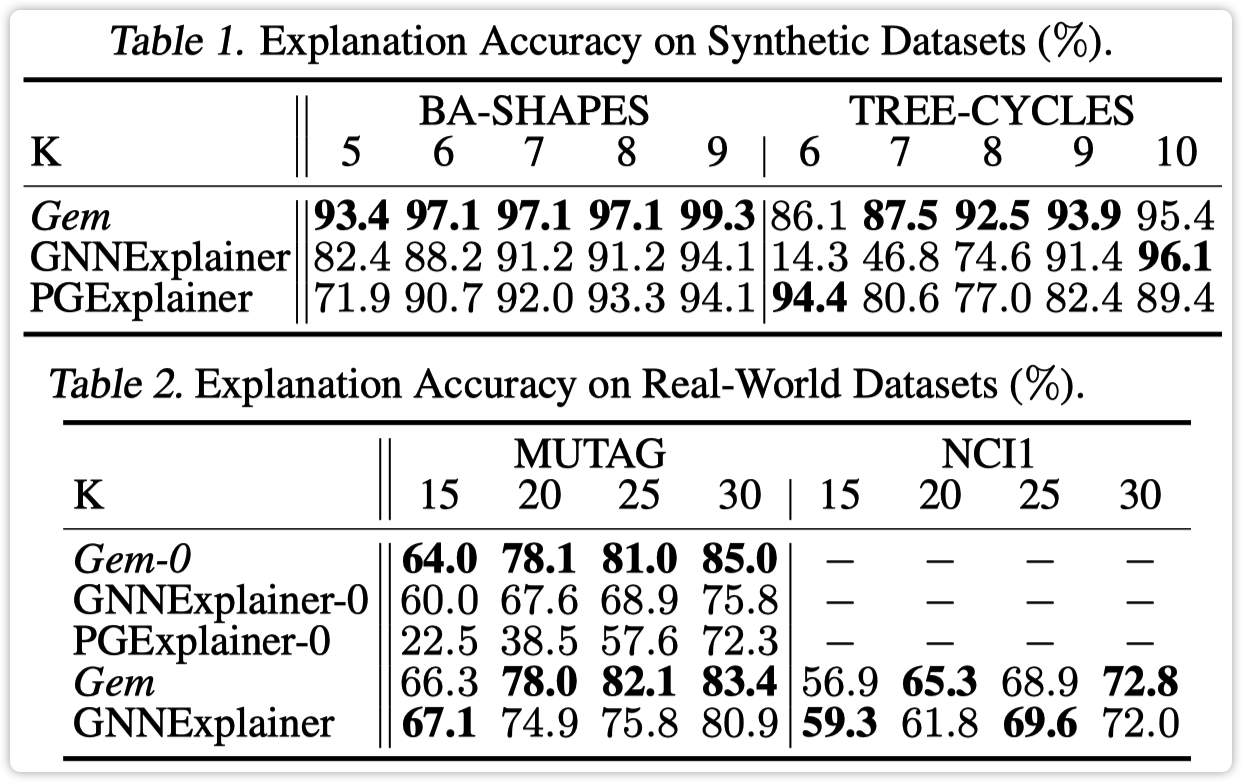 Table 1. Explanation Accuracy on Synthetic Datasets (%).
BA-SHAPES TREE-CYCLES
K 5 6 7 8 9 6 7 8 9 10
Gem 93.4 97.1 97.1 97.1 99.3 86.1 87.5 92.5 93.9 95.4
GNNExplainer 82.4 88.2 91.2 91.2 94.1 14.3 46.8 74.6 91.4 96.1
PGExplainer 71.9 90.7 92.0 93.3 94.1 94.4 80.6 77.0 82.4 89.4
Table 2. Explanation Accuracy on Real-World Datasets (%).
MUTAG NCI1
K 15 20 25 30 15 20 25 30
Gem-0 64.0 78.1 81.0 85.0 – – – –
GNNExplainer-0 60.0 67.6 68.9 75.8 – – – –
PGExplainer-0 22.5 38.5 57.6 72.3 – – – –
Gem 66.3 78.0 82.1 83.4 56.9 65.3 68.9 72.8
GNNExplainer 67.1 74.9 75.8 80.9 59.3 61.8 69.6 72.0